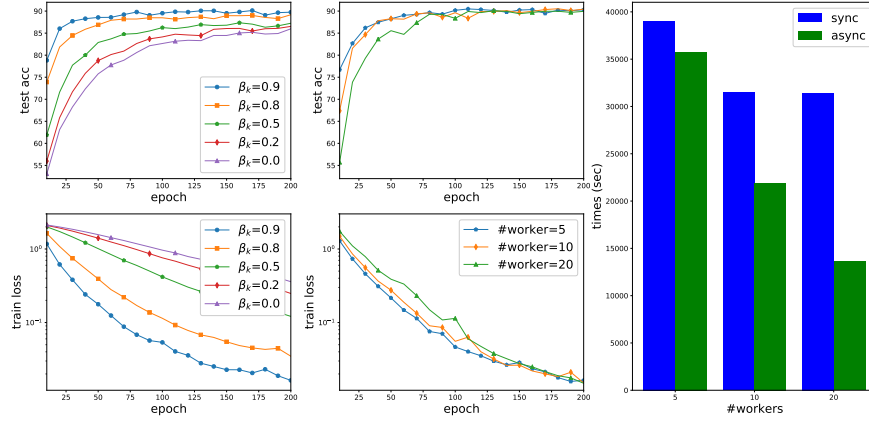 90
85
80
75
70
65
60
55
test acc
25 50 75 100 125 150 175 200
epoch
β_k=0.9
β_k=0.8
β_k=0.5
β_k=0.2
β_k=0.0
90
85
80
75
70
65
60
55
test acc
25 50 75 100 125 150 175 200
epoch
10⁰
10⁻¹
train loss
25 50 75 100 125 150 175 200
epoch
β_k=0.9
β_k=0.8
β_k=0.5
β_k=0.2
β_k=0.0
10⁰
10⁻¹
train loss
25 50 75 100 125 150 175 200
epoch
#worker=5
#worker=10
#worker=20
40000
35000
30000
25000
20000
15000
10000
5000
0
times (sec)
5 10 20
#workers
sync
async